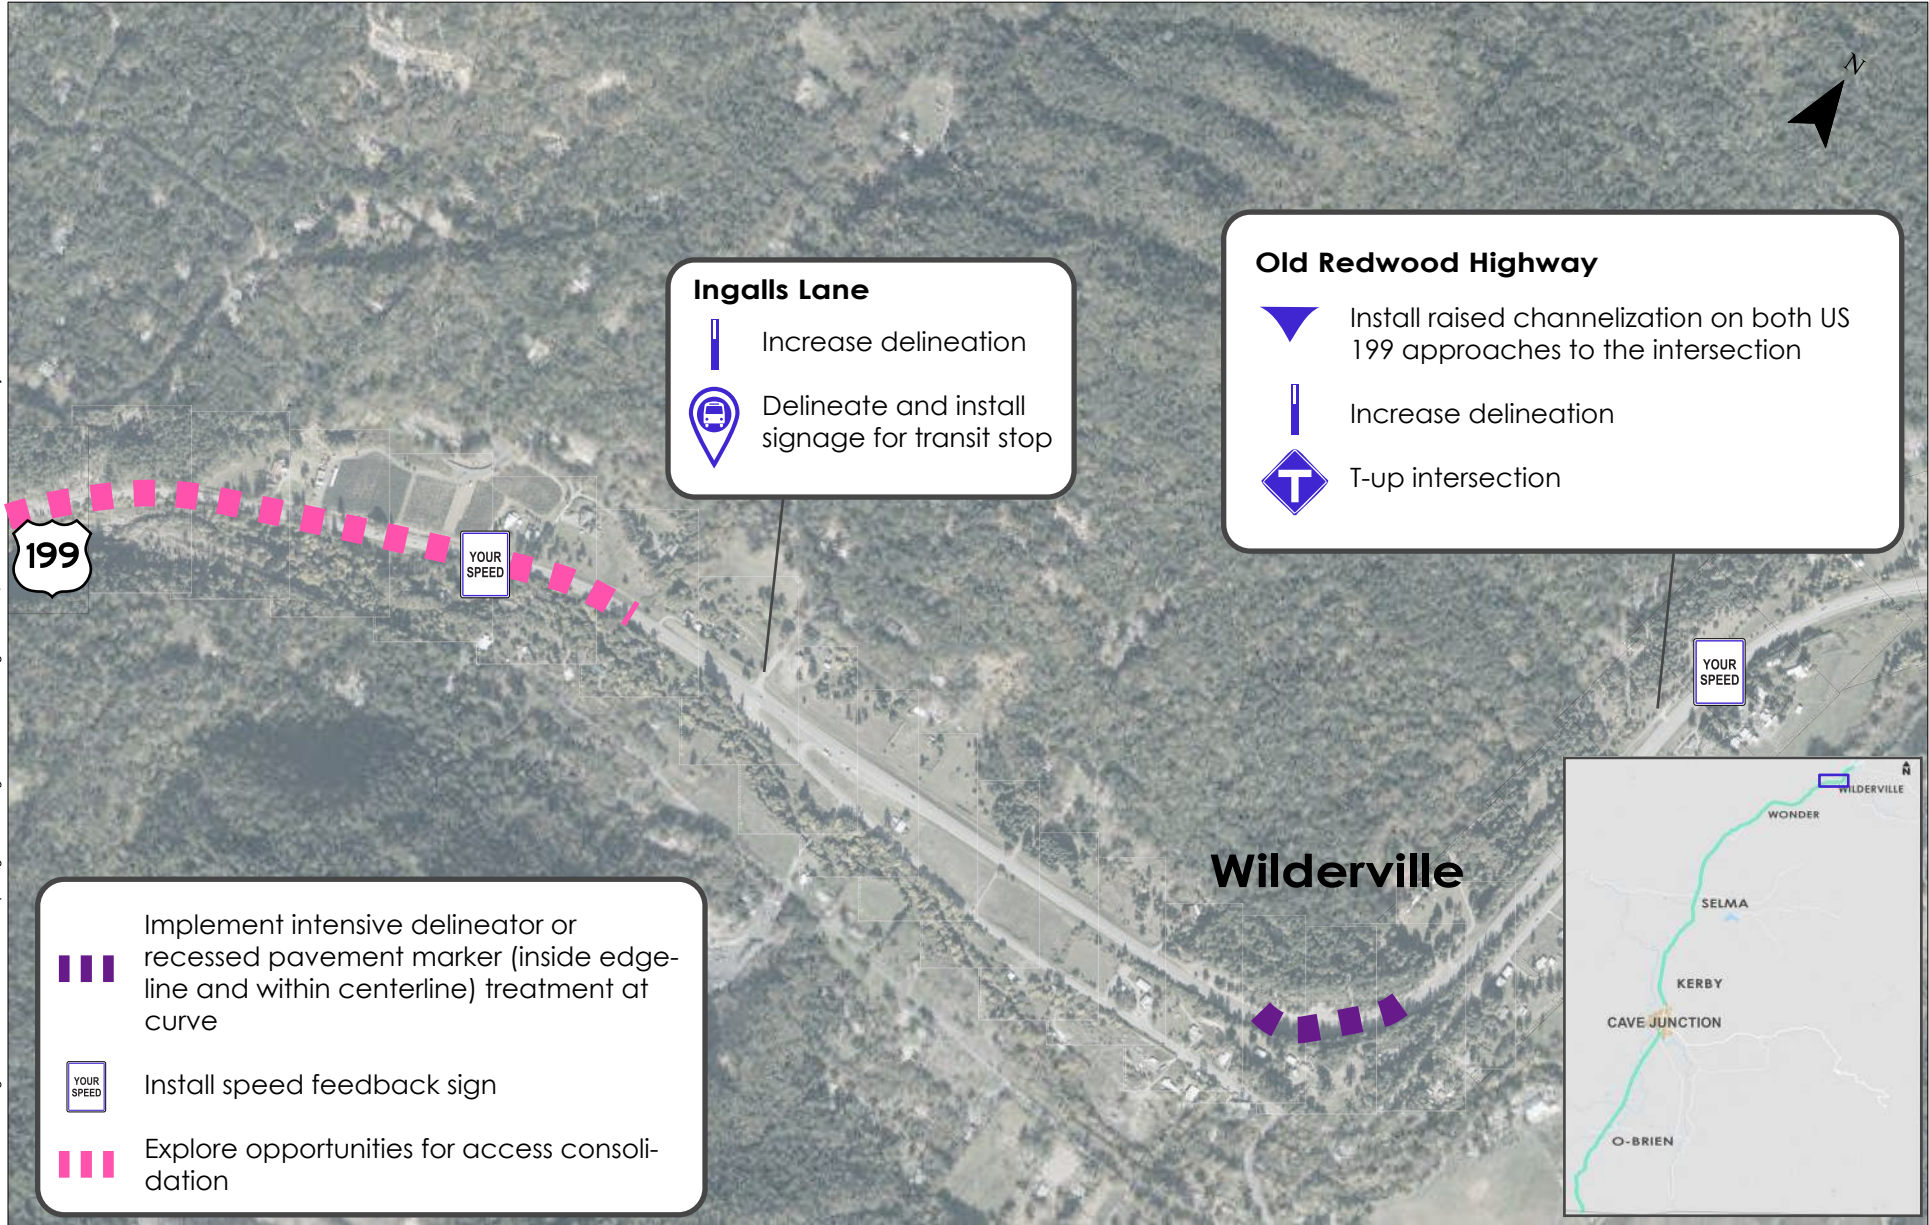 N
Ingalls Lane
Increase delineation
Delineate and install
signage for transit stop
Old Redwood Highway
Install raised channelization on both US
199 approaches to the intersection
Increase delineation
T
T-up intersection
199
YOUR
SPEED
YOUR
SPEED
Wilderville
Implement intensive delineator or
recessed pavement marker (inside edge-
line and within centerline) treatment at
curve
YOUR
SPEED
Install speed feedback sign
Explore opportunities for access consoli-
dation
N
WILDERVILLE
WONDER
SELMA
KERBY
CAVE JUNCTION
O-BRIEN